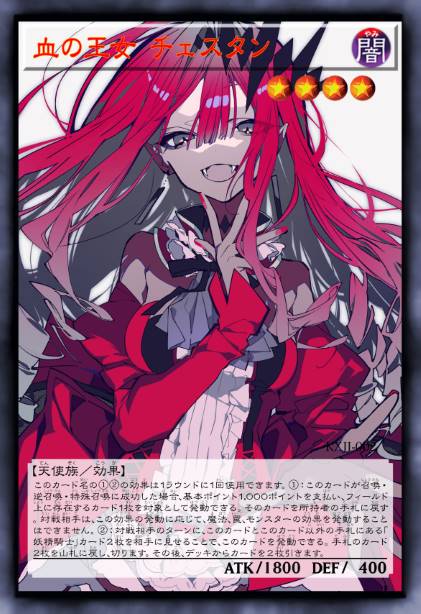 血の王女 チェスタン
やみ
闇
KXJI-00
てん し ぞく こう か
【天使族／効果】
このカード名の①②の効果は1ラウンドに1回使用できます。①:このカードが召喚・
逆召喚・特殊召喚に成功した場合、基本ポイント1,000ポイントを支払い、フィールド
上に存在するカード1枚を対象として発動できる。そのカードを所持者の手札に戻
す。対戦相手は、この効果の発動に応じて、魔法、罠、モンスターの効果を発動すること
はできません。②:対戦相手のターンに、このカードとこのカード以外の手札にある「
妖精騎士」カード2枚を相手に見せることで、このカードを発動できる。手札のカード
2枚を山札に戻し、切ります。その後、デッキからカードを2枚引きます。
ATK/1800 DEF/ 400